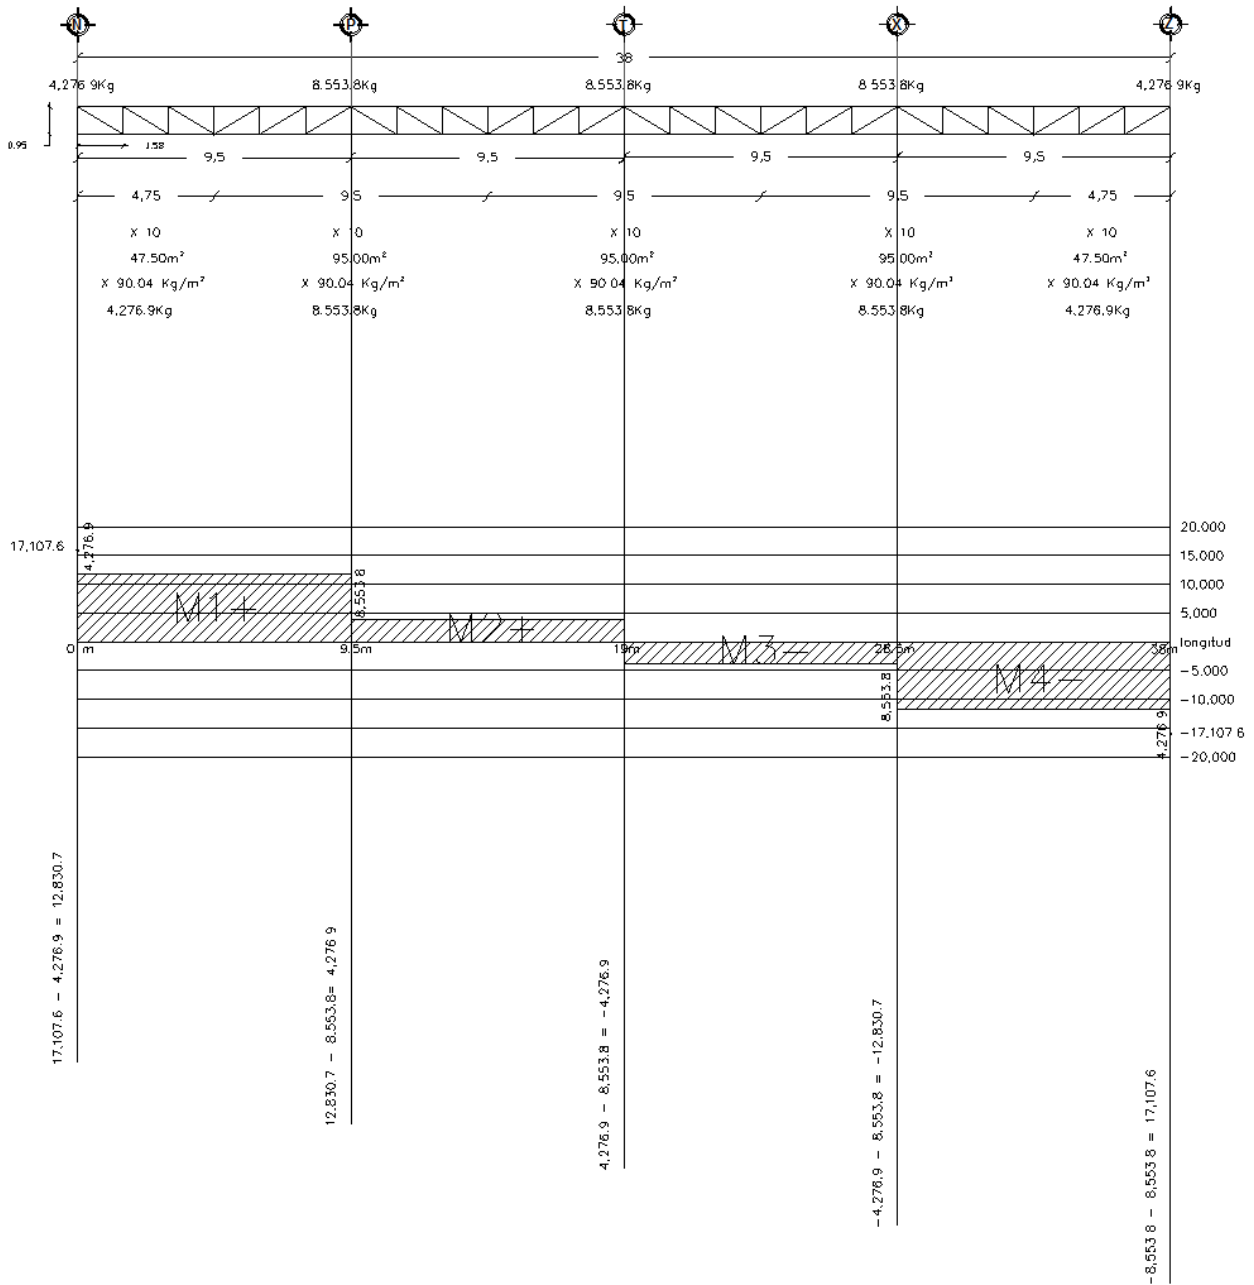 N P T X Z
38
4,276 9Kg 8.553.8Kg 8.553.8Kg 8 553.8Kg 4,276 9Kg
0.95
1.58
9,5 9,5 9,5 9,5
4,75 9,5 9,5 9,5 4,75
X 10 X 10 X 10 X 10 X 10
47.50m² 95.00m² 95,00m² 95 00m² 47.50m²
X 90.04 Kg/m² X 90.04 Kg/m² X 90 04 Kg/m² X 90.04 Kg/m³ X 90.04 Kg/m³
4,276.9Kg 8.553.8Kg 8,553.8Kg 8.553 8Kg 4.276.9Kg
20.000
17,107.6
4,276.9
15,000
10,000
8,553 8
M1+
5,000
M2+
0 m 9.5m 19m 28.5m 38m longitud
M3-
-5.000
M4-
8,553.8
-10,000
4.276 9
-17.107 6
-20,000
17,107.6 - 4,276.9 = 12.830.7
12.830.7 - 8.553.8= 4,276 9
4,276.9 - 8,553.8 = -4,276.9
-4.276.9 - 8,553.8 = -12,830.7
-8,553 8 - 8,553 8 = 17,107.6